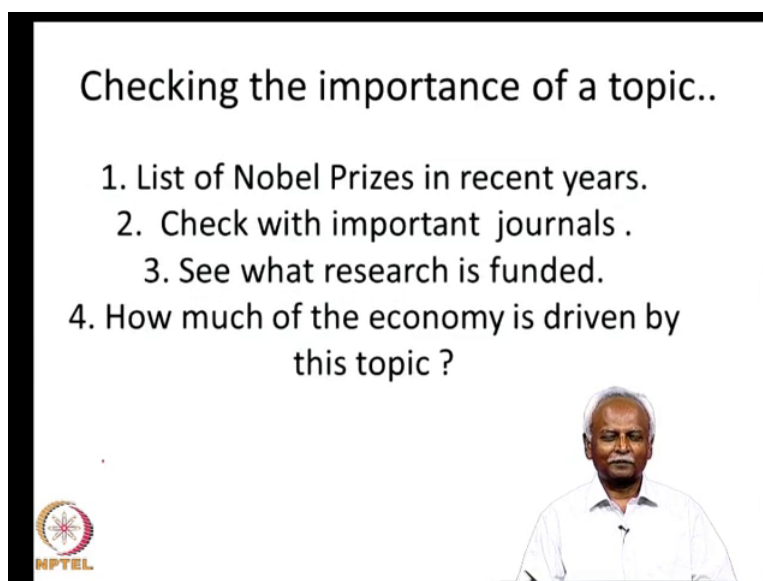 Checking the importance of a topic..
1. List of Nobel Prizes in recent years.
2. Check with important journals .
3. See what research is funded.
4. How much of the economy is driven by
this topic ?
NPTEL